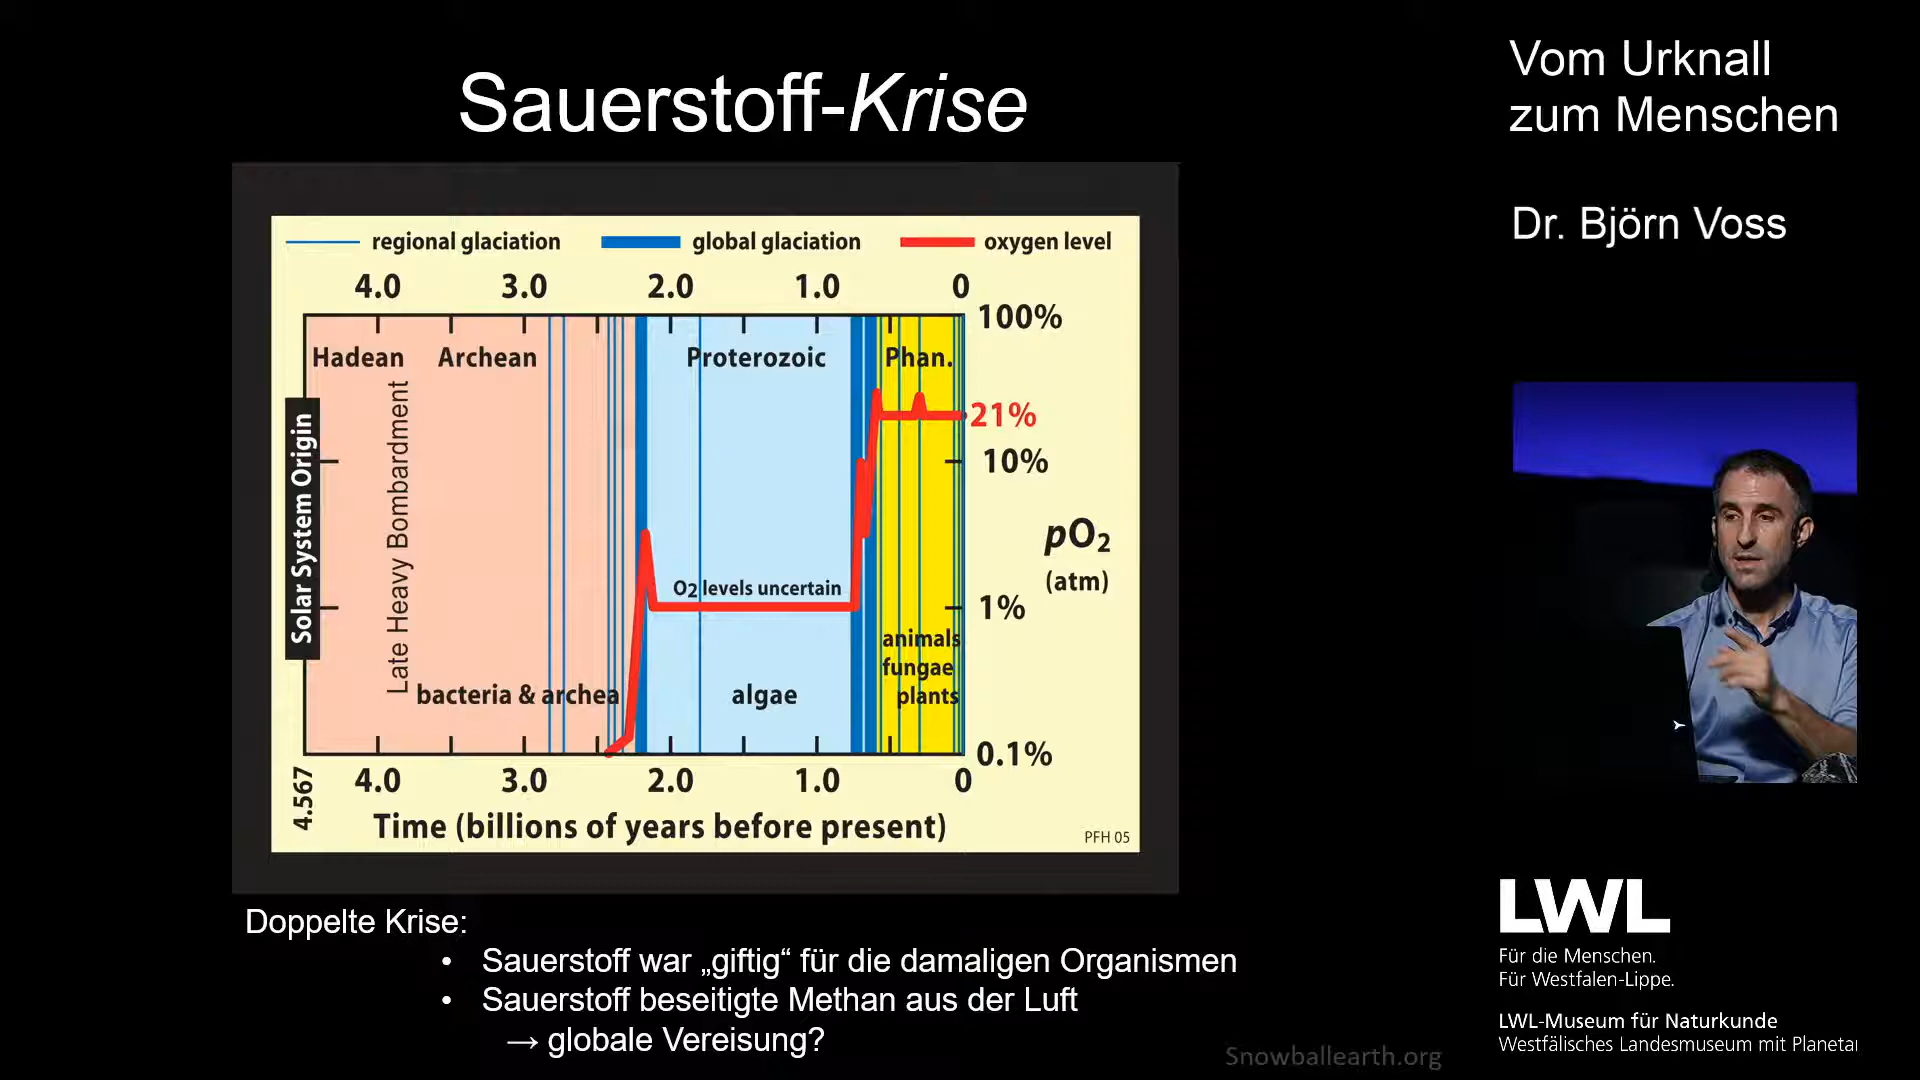 Sauerstoff-Krise
Vom Urknall
zum Menschen
Dr. Björn Voss
regional glaciation
global glaciation
oxygen level
4.0 3.0 2.0 1.0 0
100%
Hadean Archean Proterozoic Phan.
Late Heavy Bombardment
Solar System Origin
21%
10%
pO2
(atm)
O2 levels uncertain
1%
animals
fungae
plants
bacteria & archea
algae
0.1%
4.567
4.0 3.0 2.0 1.0 0
Time (billions of years before present)
PFH 05
Doppelte Krise:
• Sauerstoff war „giftig“ für die damaligen Organismen
• Sauerstoff beseitigte Methan aus der Luft
→ globale Vereisung?
Snowballearth.org
LWL
Für die Menschen.
Für Westfalen-Lippe.
LWL-Museum für Naturkunde
Westfälisches Landesmuseum mit Planetar